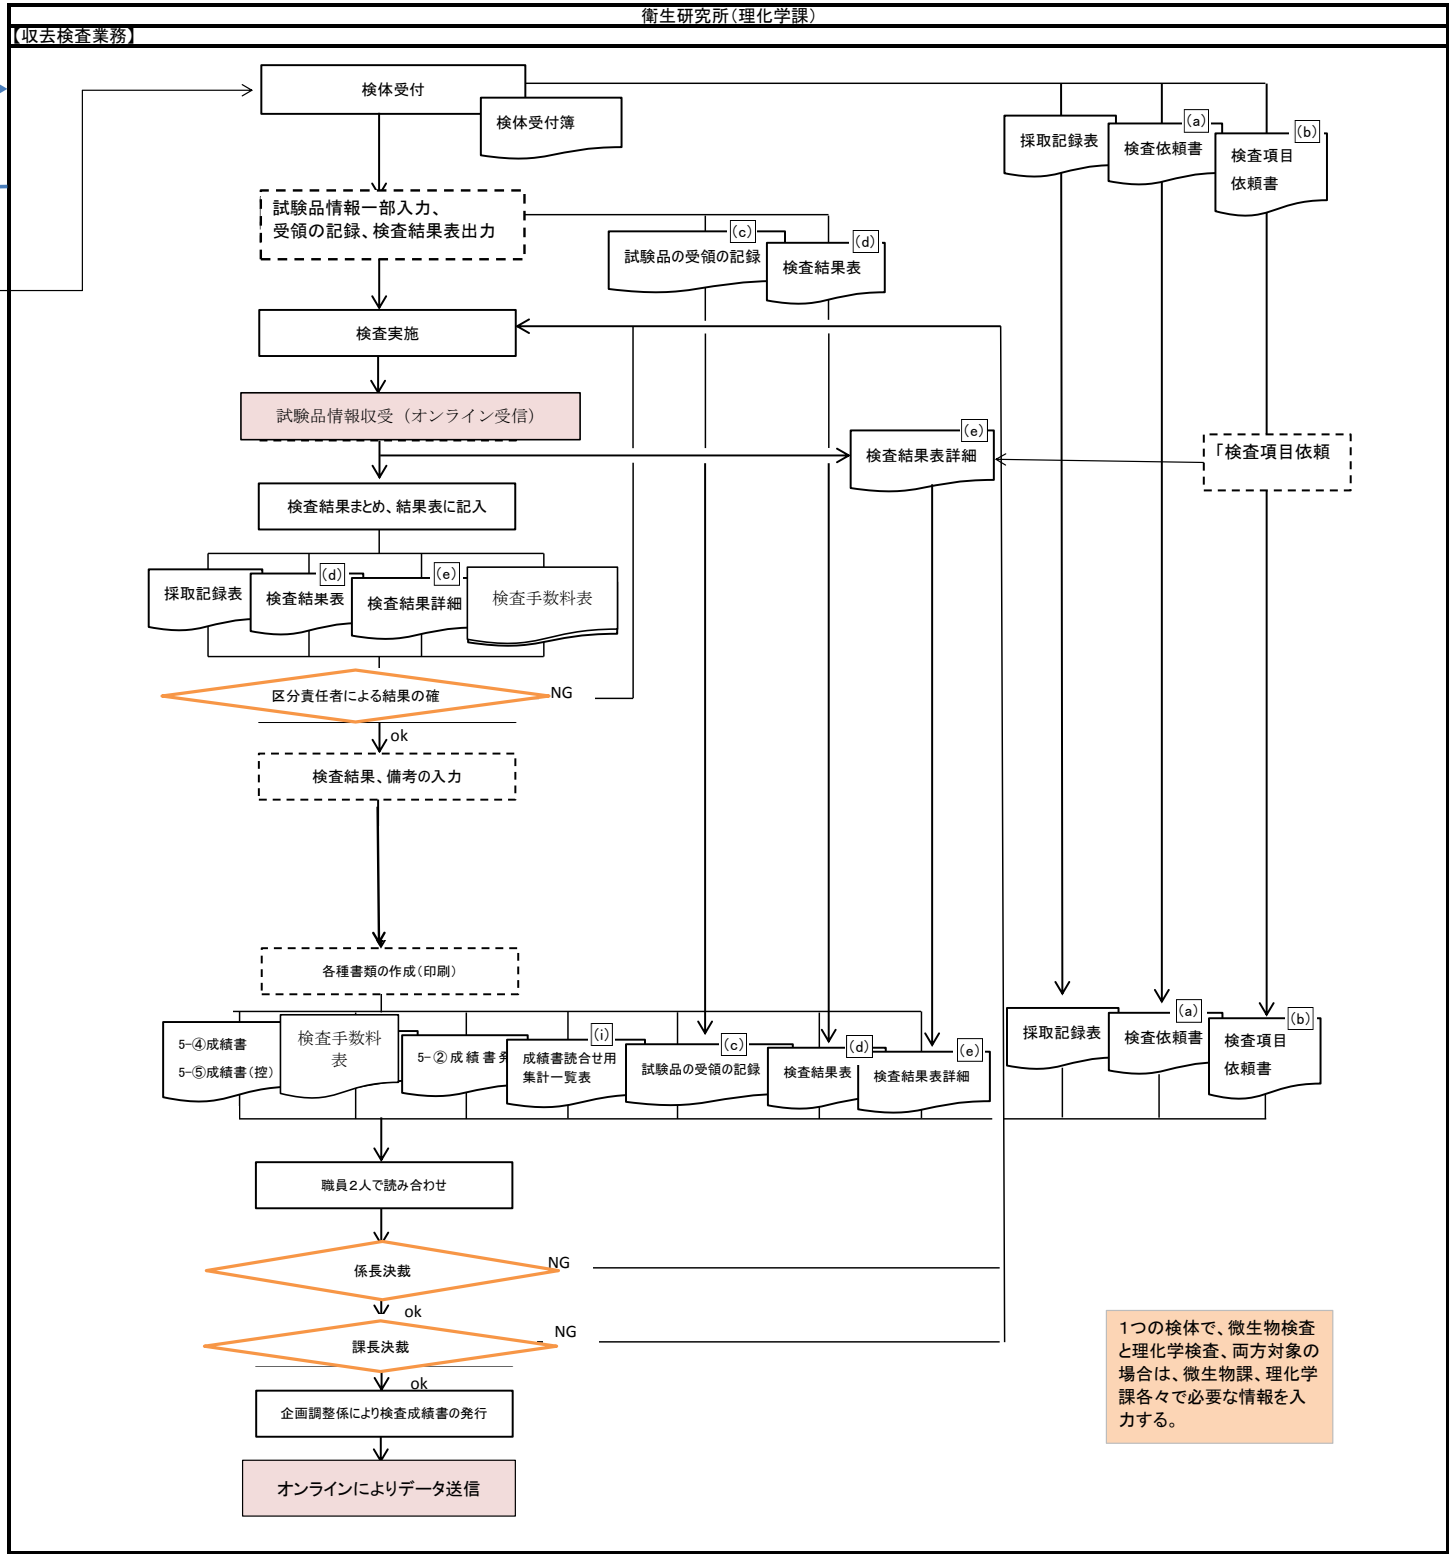 衛生研究所（理化学課）
【収去検査業務】
検体受付
検体受付簿
採取記録表
(a)
検査依頼書
(b)
検査項目
依頼書
試験品情報一部入力、
受領の記録、検査結果表出力
(c)
試験品の受領の記録
(d)
検査結果表
検査実施
試験品情報収受（オンライン受信）
(e)
検査結果表詳細
「検査項目依頼
検査結果まとめ、結果表に記入
採取記録表
(d)
検査結果表
(e)
検査結果詳細
検査手数料表
区分責任者による結果の確
NG
ok
検査結果、備考の入力
各種書類の作成（印刷）
5-④成績書
5-⑤成績書（控）
検査手数料
表
5-②成績書発
(i)
成績書読合せ用
集計一覧表
(c)
試験品の受領の記録
(d)
検査結果表
(e)
検査結果表詳細
採取記録表
(a)
検査依頼書
(b)
検査項目
依頼書
職員２人で読み合わせ
係長決裁
NG
ok
課長決裁
NG
ok
企画調整係により検査成績書の発行
オンラインによりデータ送信
１つの検体で、微生物検査
と理化学検査、両方対象の
場合は、微生物課、理化学
課各々で必要な情報を入
力する。